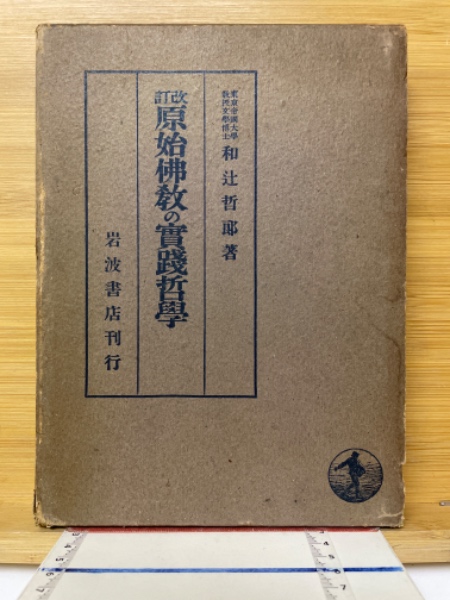 東京帝國大學
教授文學博士
和辻哲郎著
改訂
原始佛教の實踐哲學
岩波書店刊行